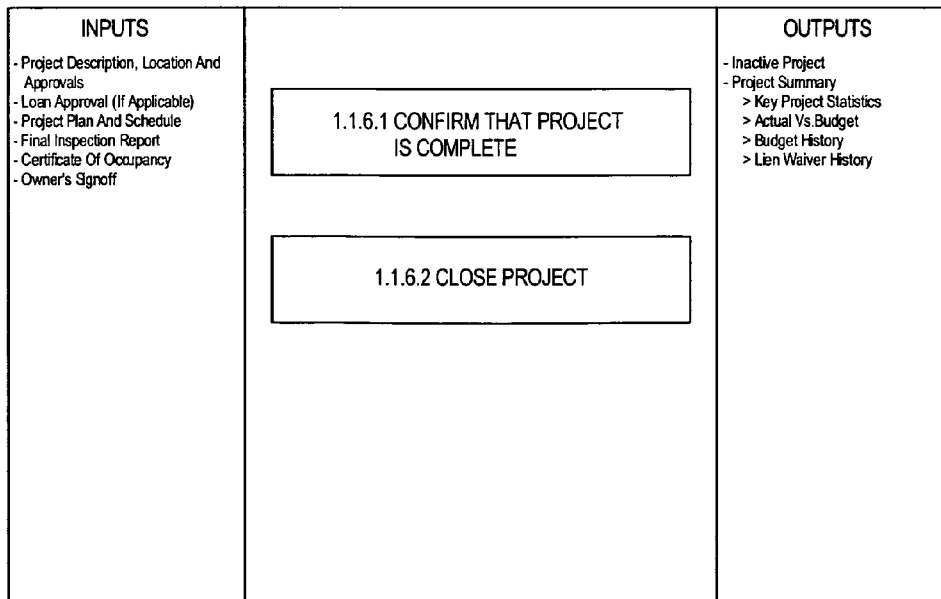 INPUTS
- Project Description, Location And
Approvals
- Loan Approval (If Applicable)
- Project Plan And Schedule
- Final Inspection Report
- Certificate Of Occupancy
- Owner's Signoff
1.1.6.1 CONFIRM THAT PROJECT
IS COMPLETE
1.1.6.2 CLOSE PROJECT
OUTPUTS
- Inactive Project
- Project Summary
> Key Project Statistics
> Actual Vs.Budget
> Budget History
> Lien Waiver History